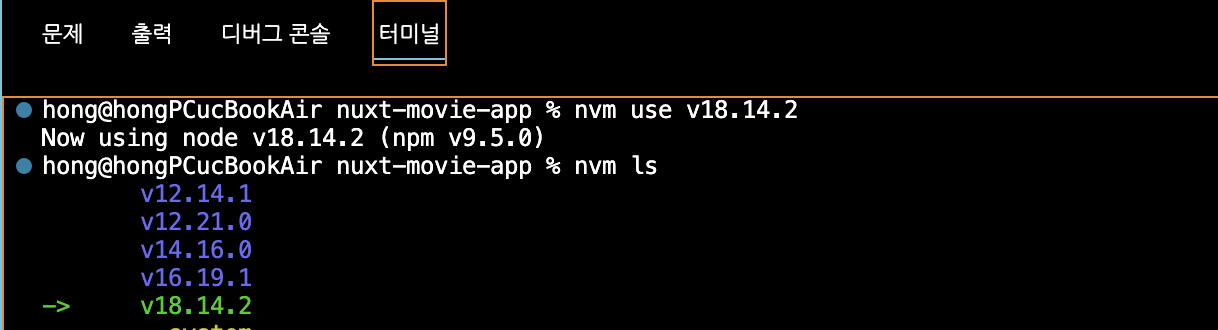 문제 출력 디버그 콘솔 터미널
hong@hongPCucBookAir nuxt-movie-app % nvm use v18.14.2
Now using node v18.14.2 (npm v9.5.0)
hong@hongPCucBookAir nuxt-movie-app % nvm ls
v12.14.1
v12.21.0
v14.16.0
v16.19.1
-> v18.14.2
system